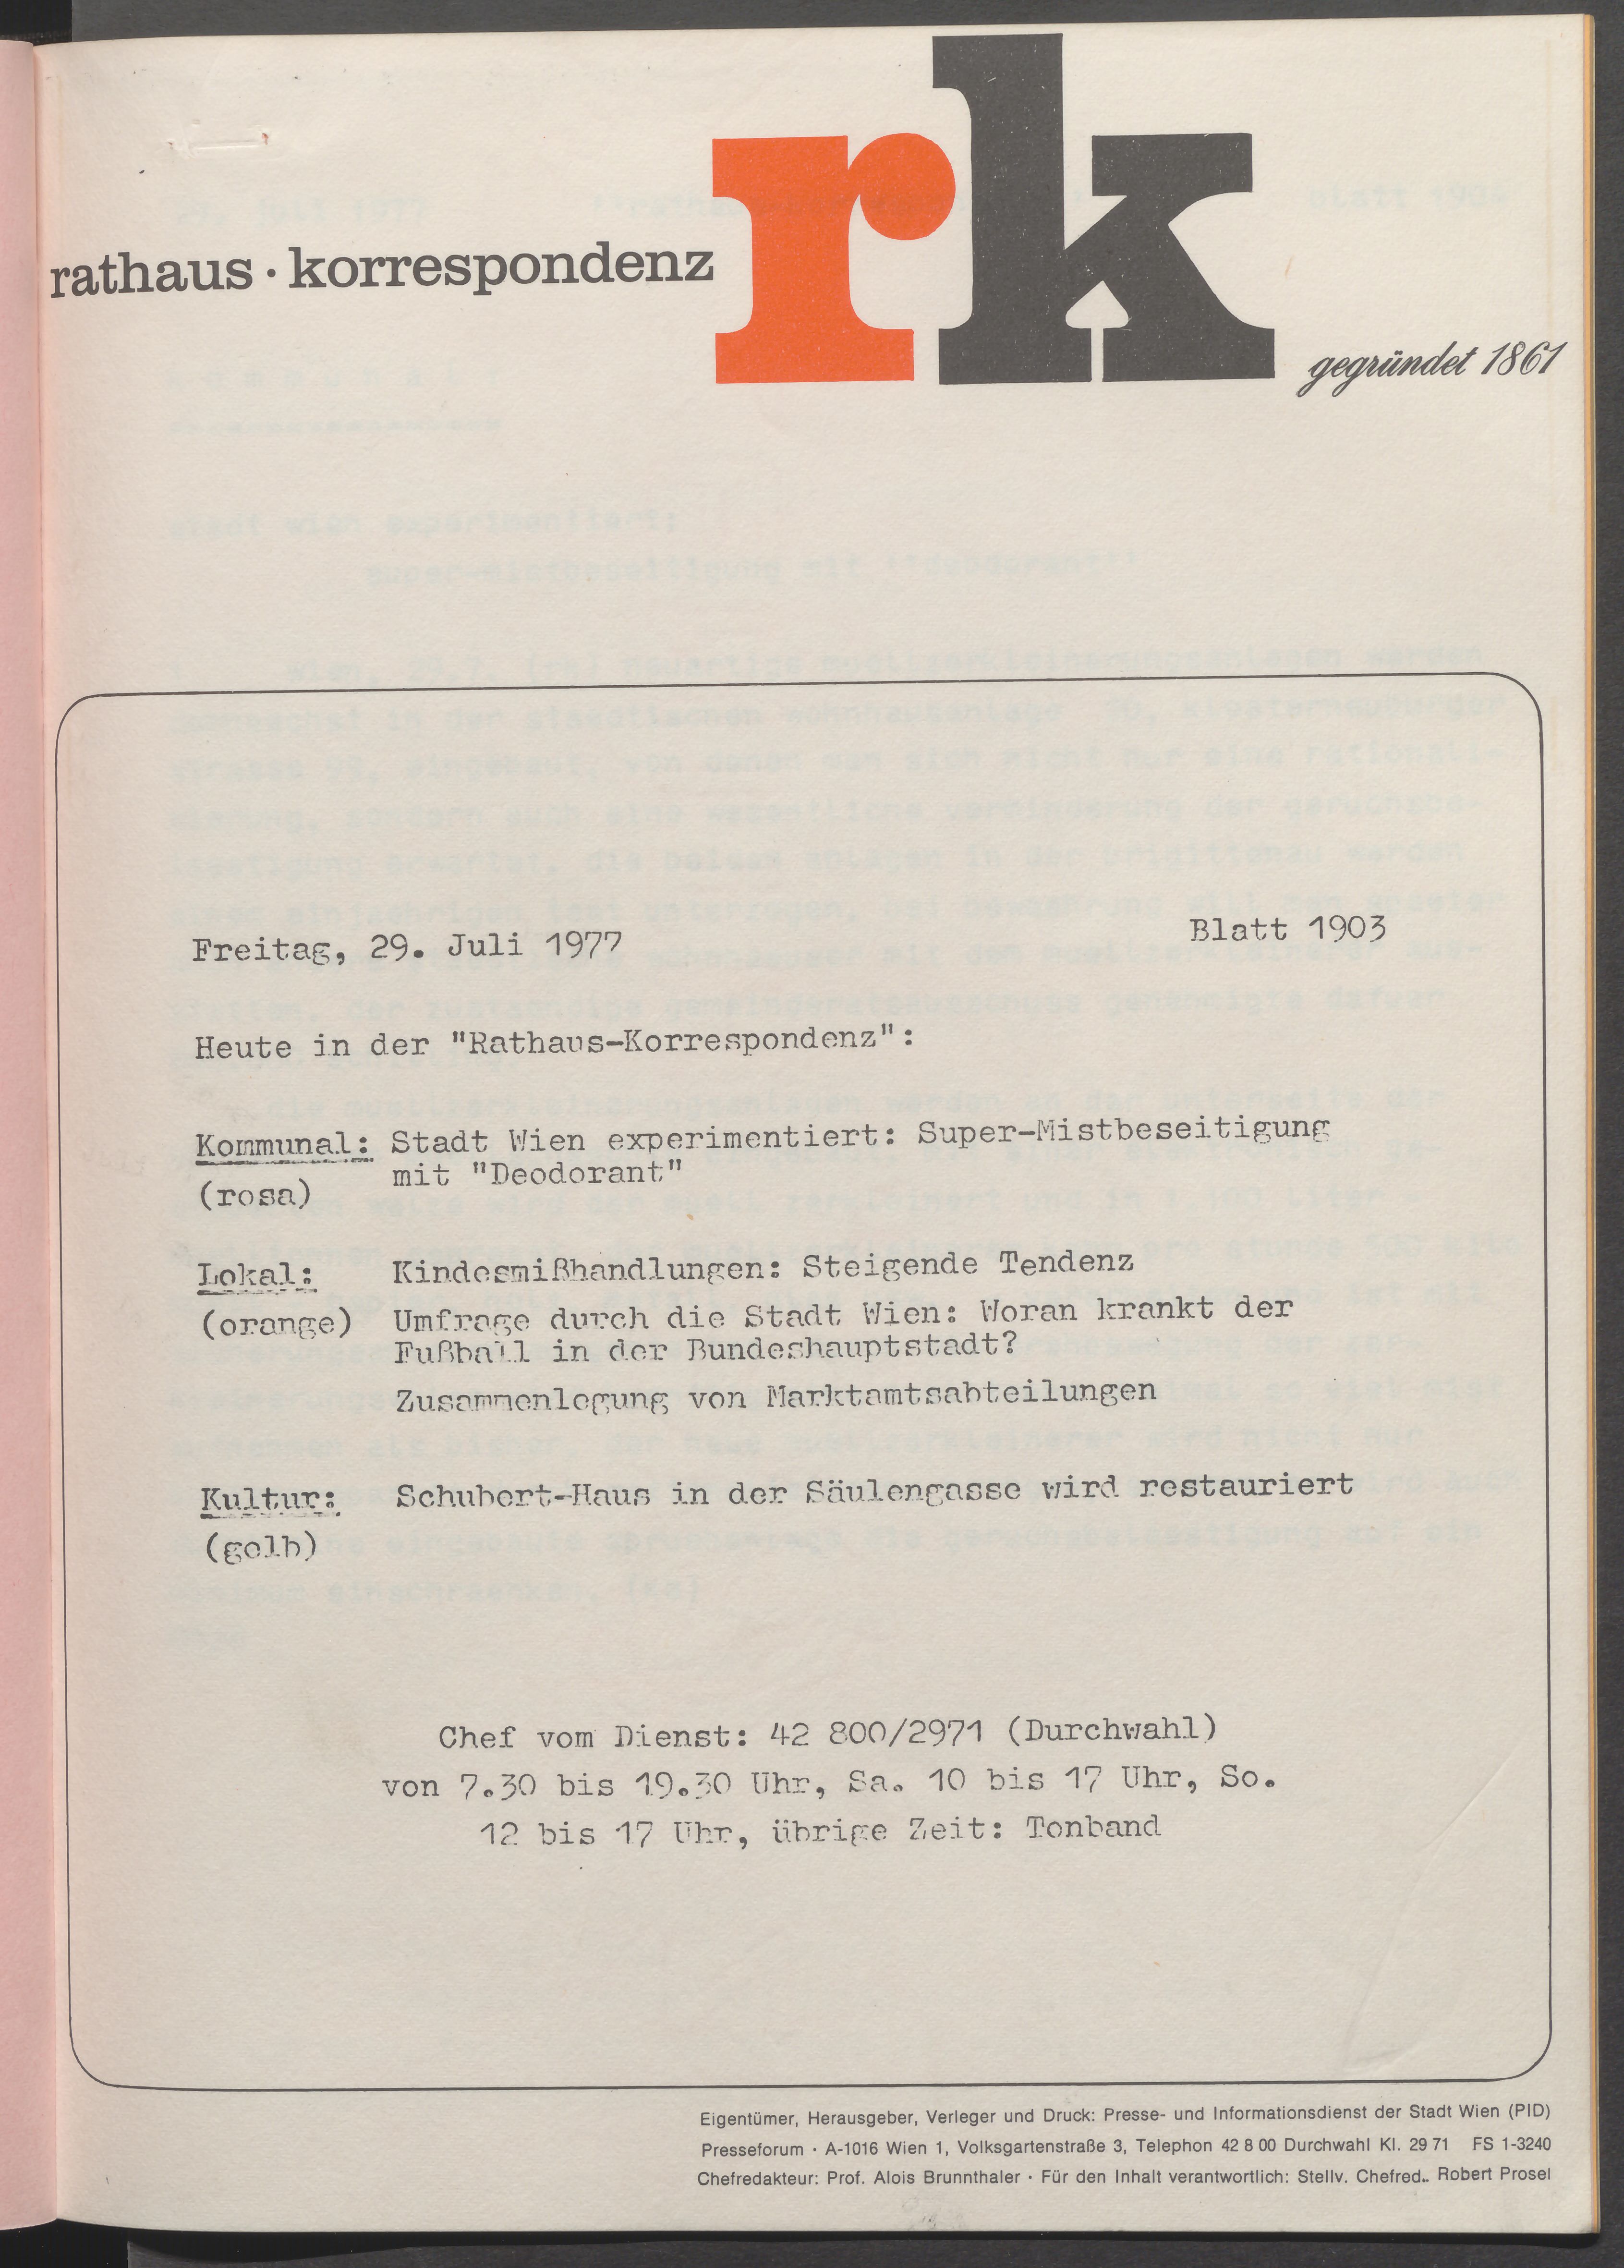 rk
rathaus · korrespondenz
gegründet 1861
Freitag, 29. Juli 1977 Blatt 1903
Heute in der "Rathaus-Korrespondenz":
Kommunal: Stadt Wien experimentiert: Super-Mistbeseitigung
(rosa) mit "Deodorant"
Lokal: Kindesmißhandlungen: Steigende Tendenz
(orange) Umfrage durch die Stadt Wien: Woran krankt der
Fußball in der Bundeshauptstadt?
Zusammenlegung von Marktamtsabteilungen
Kultur: Schubert-Haus in der Säulengasse wird restauriert
(gelb)
Chef vom Dienst: 42 800/2971 (Durchwahl)
von 7.30 bis 19.30 Uhr, Sa. 10 bis 17 Uhr, So.
12 bis 17 Uhr, übrige Zeit: Tonband
Eigentümer, Herausgeber, Verleger und Druck: Presse- und Informationsdienst der Stadt Wien (PID)
Presseforum · A-1016 Wien 1, Volksgartenstraße 3, Telephon 42 8 00 Durchwahl Kl. 29 71 FS 1-3240
Chefredakteur: Prof. Alois Brunnthaler · Für den Inhalt verantwortlich: Stellv. Chefred.. Robert Prosel